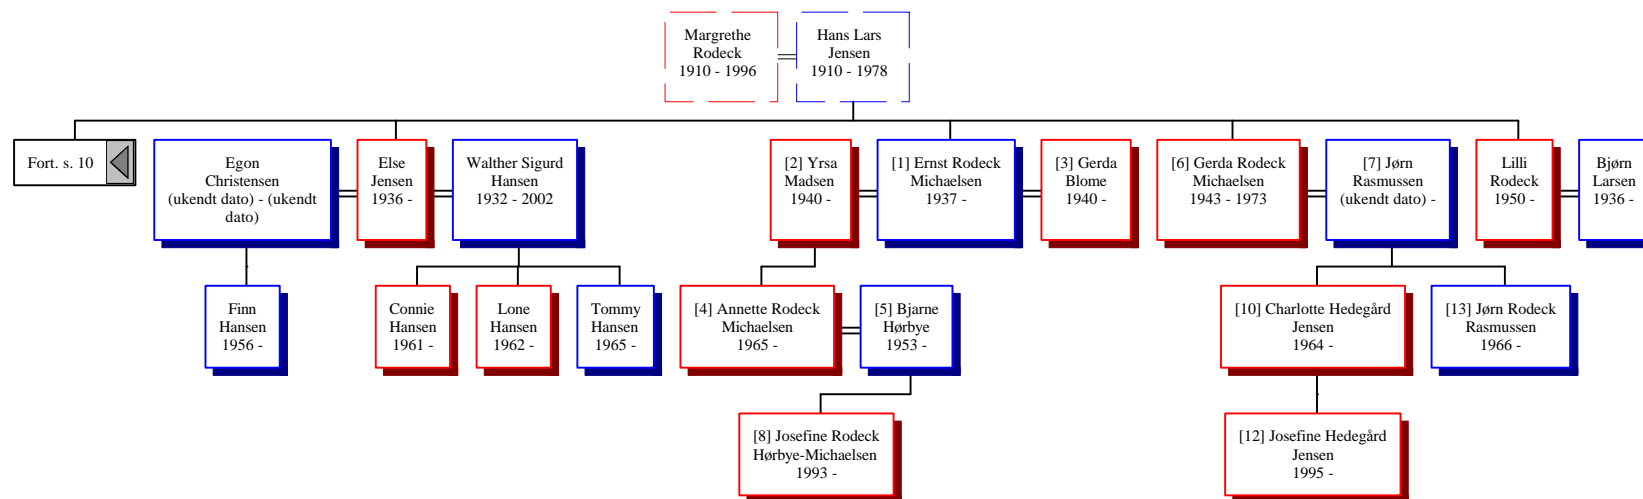 Margrethe
Rodeck
1910 - 1996
Hans Lars
Jensen
1910 - 1978
Fort. s. 10
Egon
Christensen
(ukendt dato) - (ukendt
dato)
Else
Jensen
1936 -
Walther Sigurd
Hansen
1932 - 2002
[2] Yrsa
Madsen
1940 -
[1] Ernst Rodeck
Michaelsen
1937 -
[3] Gerda
Blome
1940 -
[6] Gerda Rodeck
Michaelsen
1943 - 1973
[7] Jørn
Rasmussen
(ukendt dato) -
Lilli
Rodeck
1950 -
Bjørn
Larsen
1936 -
Finn
Hansen
1956 -
Connie
Hansen
1961 -
Lone
Hansen
1962 -
Tommy
Hansen
1965 -
[4] Annette Rodeck
Michaelsen
1965 -
[5] Bjarne
Hørbye
1953 -
[10] Charlotte Hedegård
Jensen
1964 -
[13] Jørn Rodeck
Rasmussen
1966 -
[8] Josefine Rodeck
Hørbye-Michaelsen
1993 -
[12] Josefine Hedegård
Jensen
1995 -